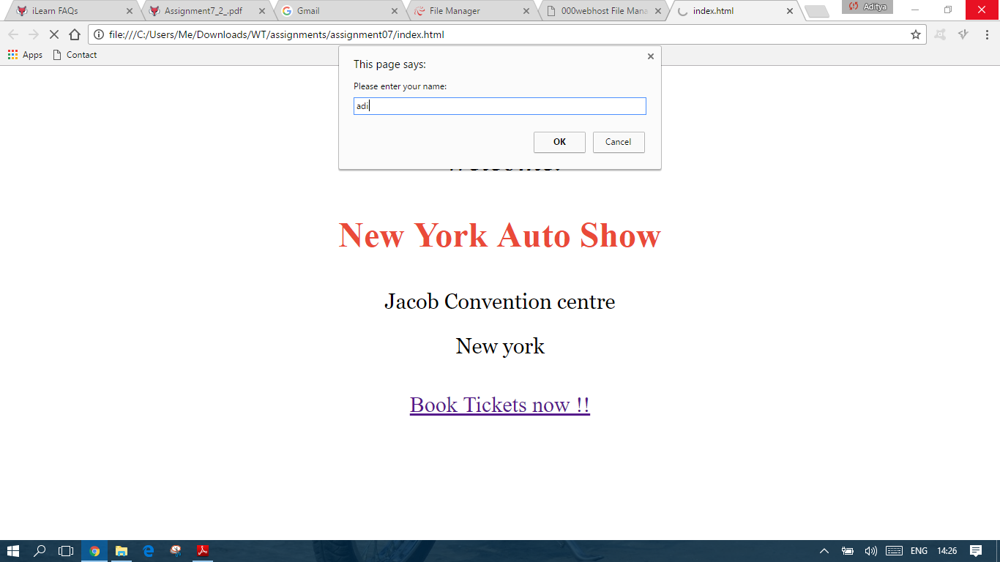 iLearn FAQs
Assignment7_2_.pdf
Gmail
File Manager
000webhost File Mana
index.html
Aditya
file:///C:/Users/Me/Downloads/WT/assignments/assignment07/index.html
Apps
Contact
This page says:
Please enter your name:
adi
OK Cancel
New York Auto Show
Jacob Convention centre
New york
Book Tickets now !!
ENG 14:26